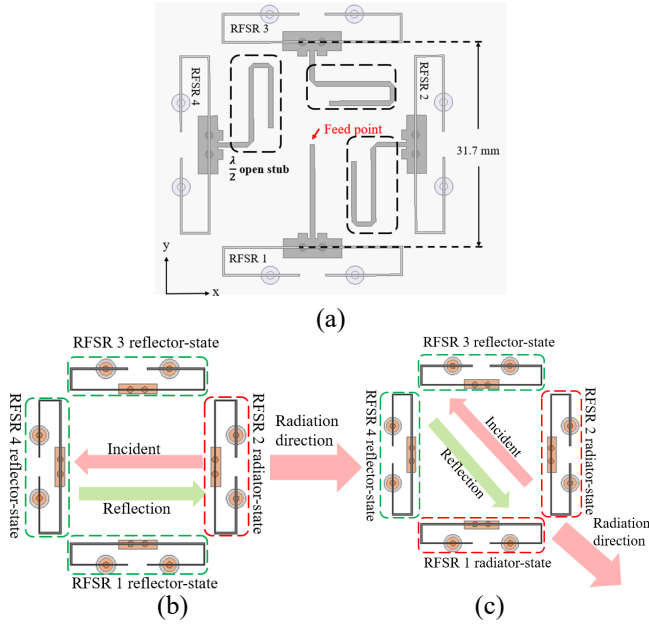 RFSR 3
RFSR 4
RFSR 2
Feed point
31.7 mm
λ/2 open stub
RFSR 1
y
x
(a)
RFSR 3 reflector-state
RFSR 4 reflector-state
Incident
Reflection
RFSR 2 radiator-state
Radiation
direction
RFSR 1 reflector-state
(b)
RFSR 3 reflector-state
RFSR 4 reflector-state
Incident
Reflection
RFSR 2 radiator-state
RFSR 1 radiator-state
Radiation
direction
(c)